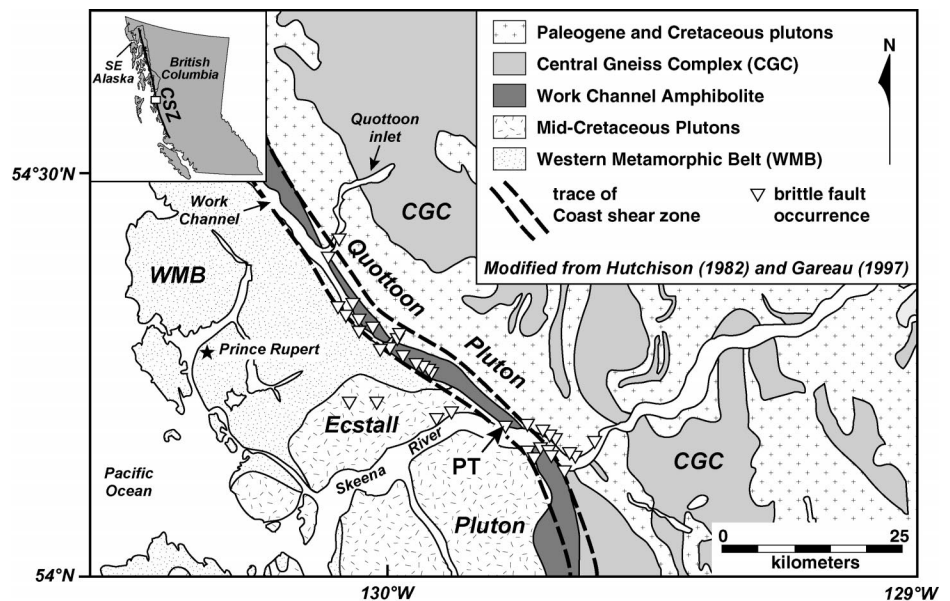 SE
Alaska
British
Columbia
CSZ
Paleogene and Cretaceous plutons
Central Gneiss Complex (CGC)
Work Channel Amphibolite
Mid-Cretaceous Plutons
Western Metamorphic Belt (WMB)
trace of
Coast shear zone
brittle fault
occurrence
Modified from Hutchison (1982) and Gareau (1997)
N
54°30'N
Quottoon
inlet
Work
Channel
CGC
WMB
Quottoon
Pluton
Prince Rupert
Ecstall
Skeena River
PT
Pluton
CGC
Pacific
Ocean
0 25
kilometers
54°N
130°W
129°W